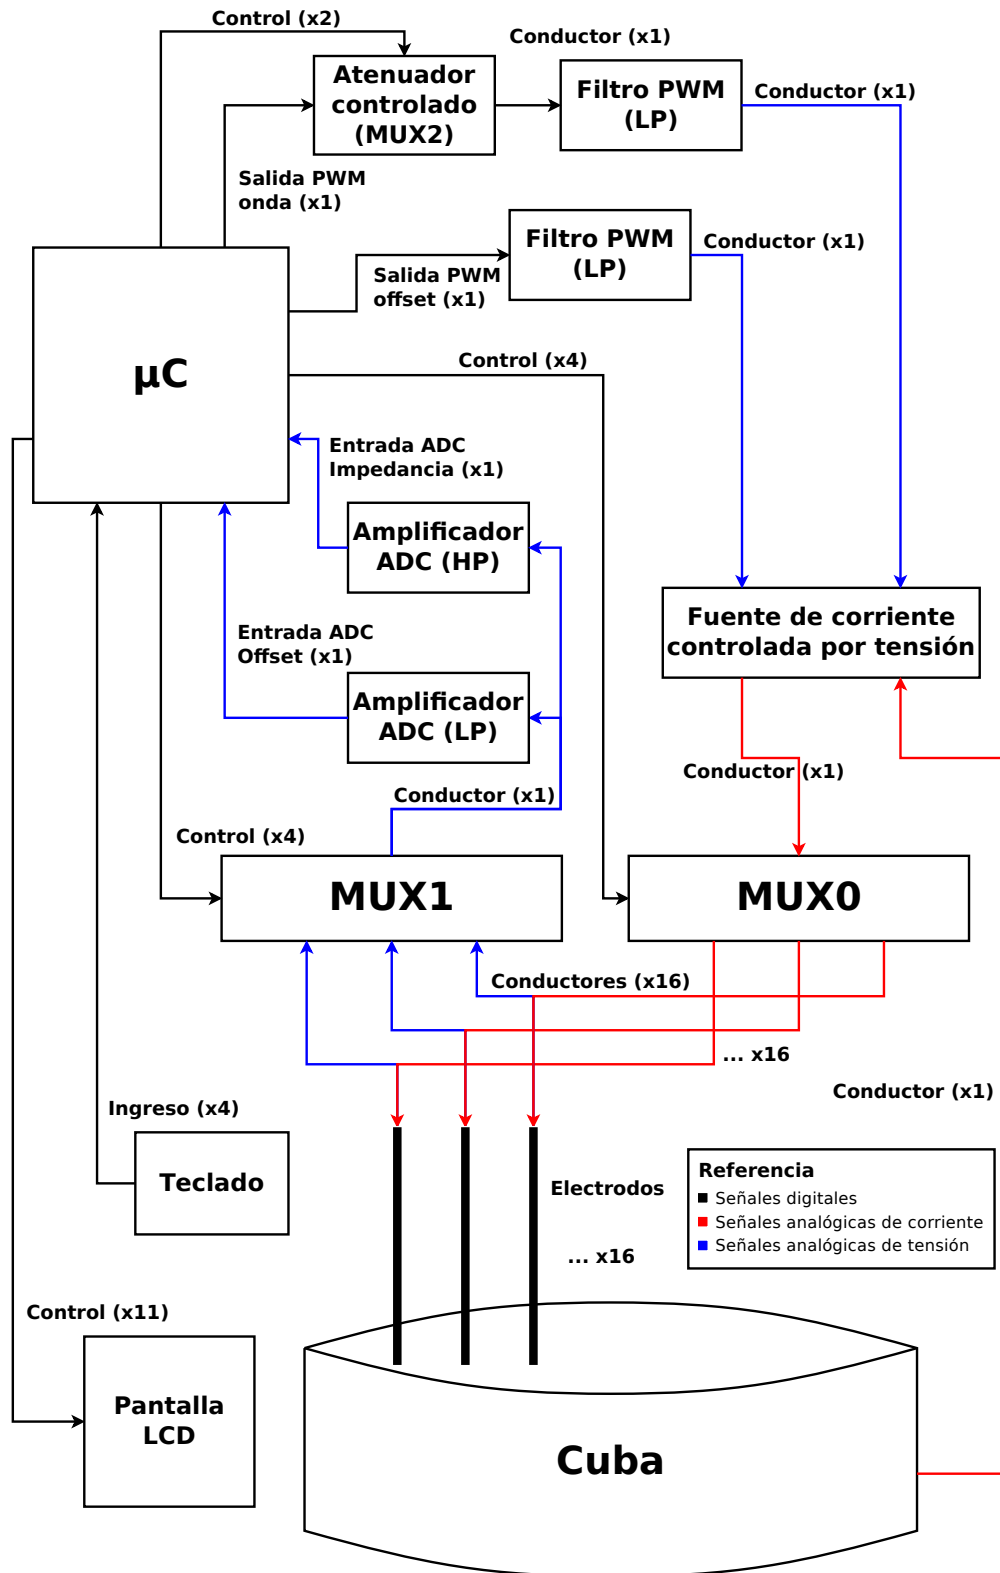 Control (x2)
Conductor (x1)
Atenuador
controlado
(MUX2)
Filtro PWM
(LP)
Conductor (x1)
Salida PWM
onda (x1)
Filtro PWM
(LP)
Conductor (x1)
Salida PWM
offset (x1)
µC
Control (x4)
Entrada ADC
Impedancia (x1)
Amplificador
ADC (HP)
Fuente de corriente
controlada por tensión
Entrada ADC
Offset (x1)
Amplificador
ADC (LP)
Conductor (x1)
Conductor (x1)
Control (x4)
MUX1
MUX0
Conductores (x16)
... x16
Conductor (x1)
Ingreso (x4)
Teclado
Electrodos
... x16
Referencia
Señales digitales
Señales analógicas de corriente
Señales analógicas de tensión
Control (x11)
Pantalla
LCD
Cuba